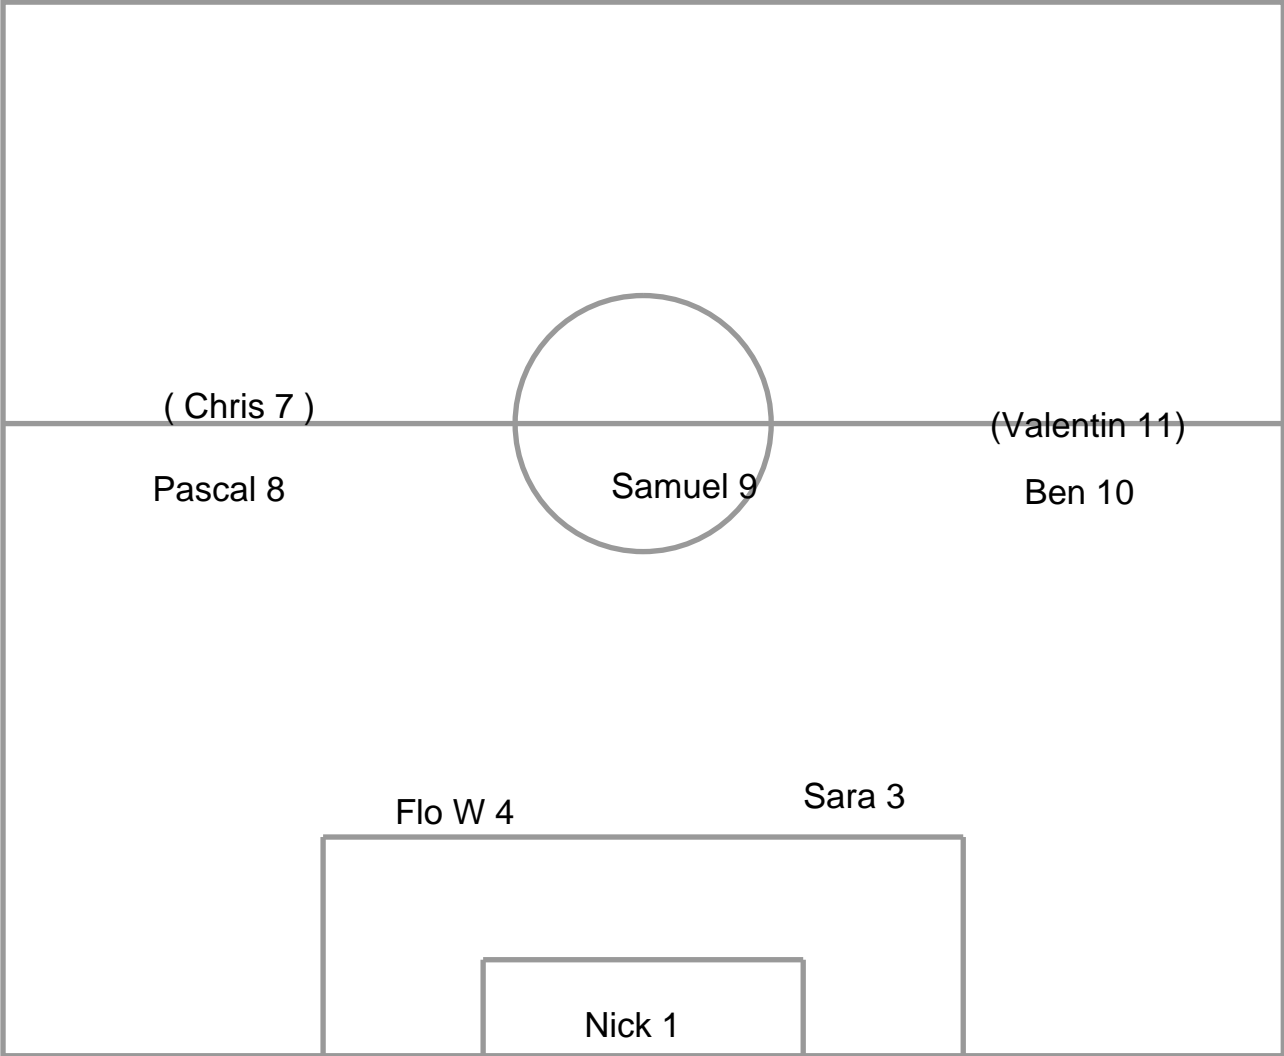 ( Chris 7 )
(Valentin 11)
Pascal 8
Samuel 9
Ben 10
Flo W 4
Sara 3
Nick 1